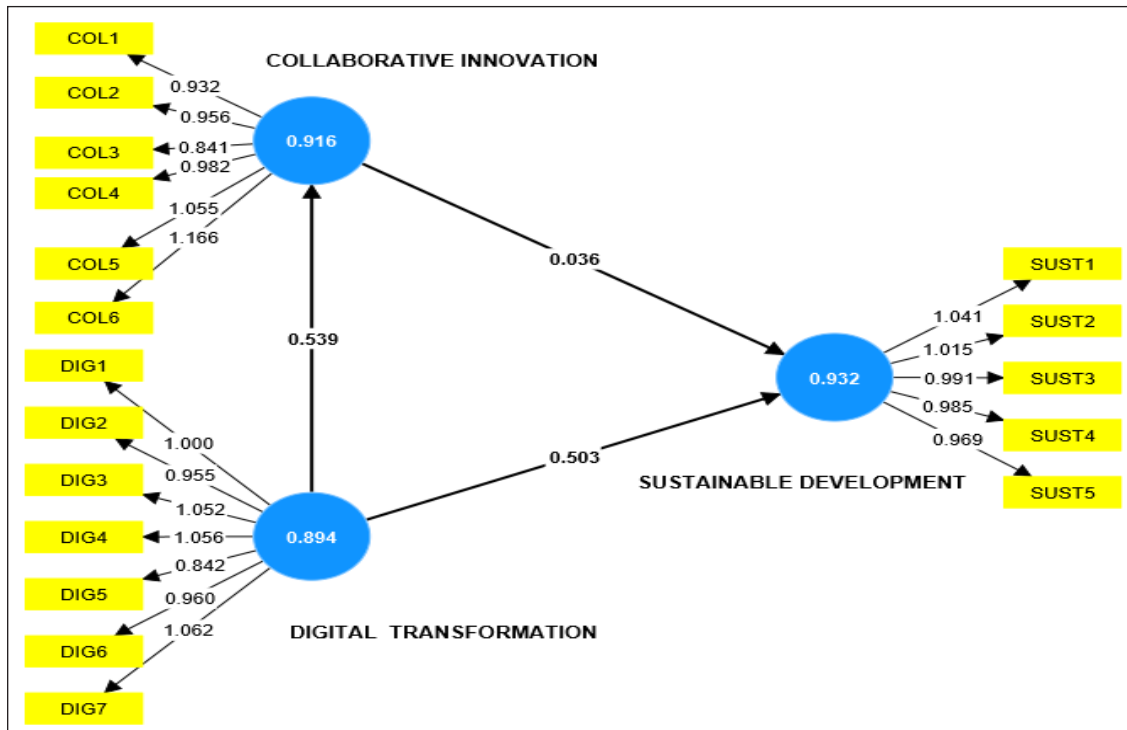 COL1
COLLABORATIVE INNOVATION
0.932
COL2
0.956
0.916
COL3
0.841
0.982
COL4
1.055
1.166
COL5
0.036
SUST1
COL6
1.041
SUST2
0.539
1.015
DIG1
0.932
0.991
SUST3
DIG2
0.985
1.000
0.969
SUST4
0.955
0.503
DIG3
SUSTAINABLE DEVELOPMENT
SUST5
1.052
DIG4
1.056
0.894
0.842
DIG5
0.960
1.062
DIGITAL TRANSFORMATION
DIG6
DIG7